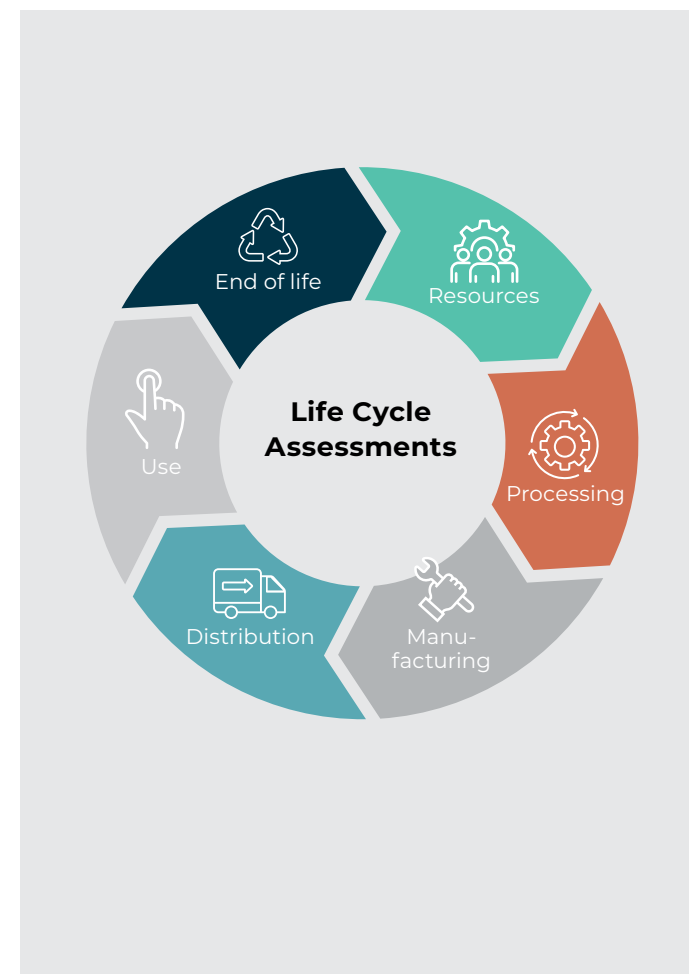 Life Cycle
Assessments
Resources
Processing
Manu-
facturing
Distribution
Use
End of life